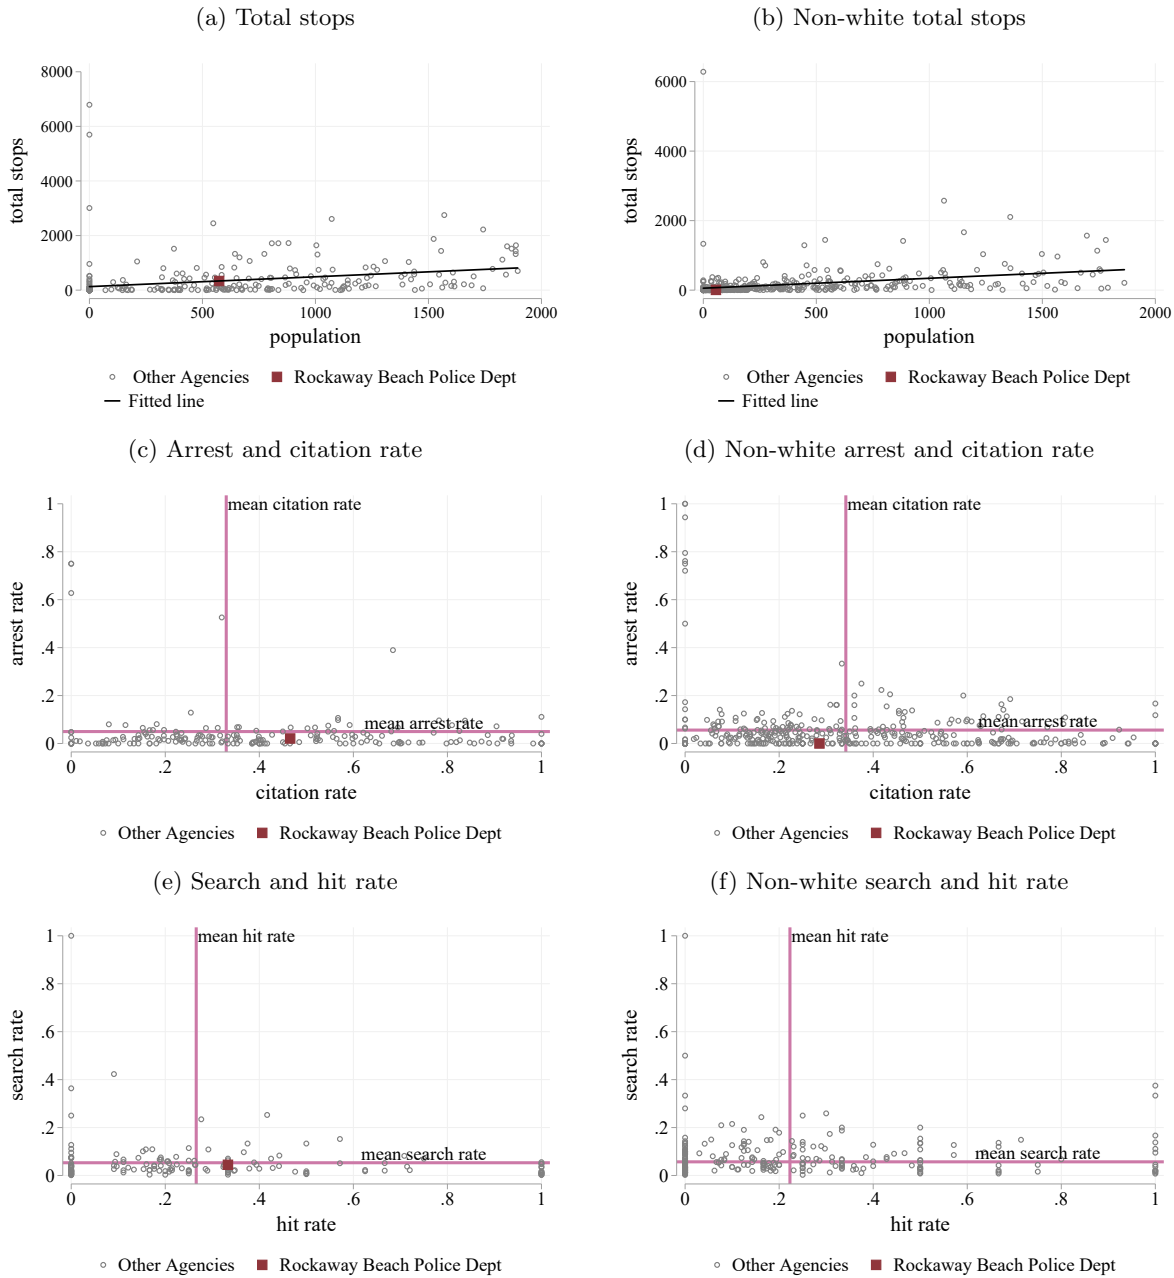 (a) Total stops
total stops
8000
6000
4000
2000
0
0 500 1000 1500 2000
population
Other Agencies Rockaway Beach Police Dept
Fitted line
(b) Non-white total stops
total stops
6000
4000
2000
0
0 500 1000 1500 2000
population
Other Agencies Rockaway Beach Police Dept
Fitted line
(c) Arrest and citation rate
mean citation rate
arrest rate
1
.8
.6
.4
.2
0
mean arrest rate
0 .2 .4 .6 .8 1
citation rate
Other Agencies Rockaway Beach Police Dept
(d) Non-white arrest and citation rate
mean citation rate
arrest rate
1
.8
.6
.4
.2
0
mean arrest rate
0 .2 .4 .6 .8 1
citation rate
Other Agencies Rockaway Beach Police Dept
(e) Search and hit rate
mean hit rate
search rate
1
.8
.6
.4
.2
0
mean search rate
0 .2 .4 .6 .8 1
hit rate
Other Agencies Rockaway Beach Police Dept
(f) Non-white search and hit rate
mean hit rate
search rate
1
.8
.6
.4
.2
0
mean search rate
0 .2 .4 .6 .8 1
hit rate
Other Agencies Rockaway Beach Police Dept